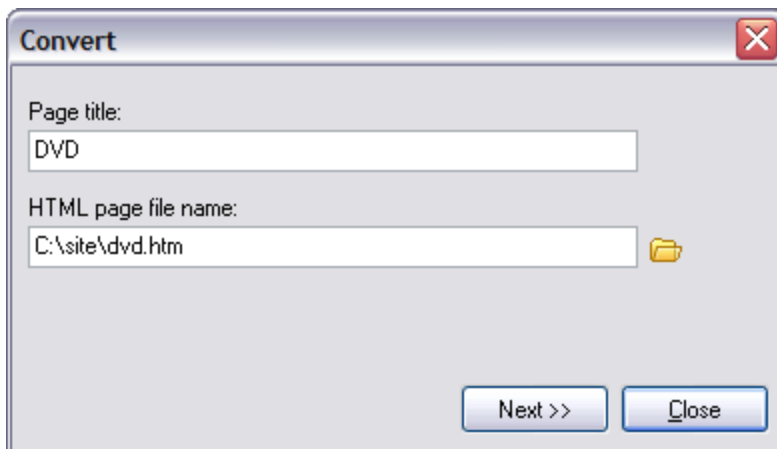 Convert
Page title:
DVD
HTML page file name:
C:\site\dvd.htm
Next >>
Close